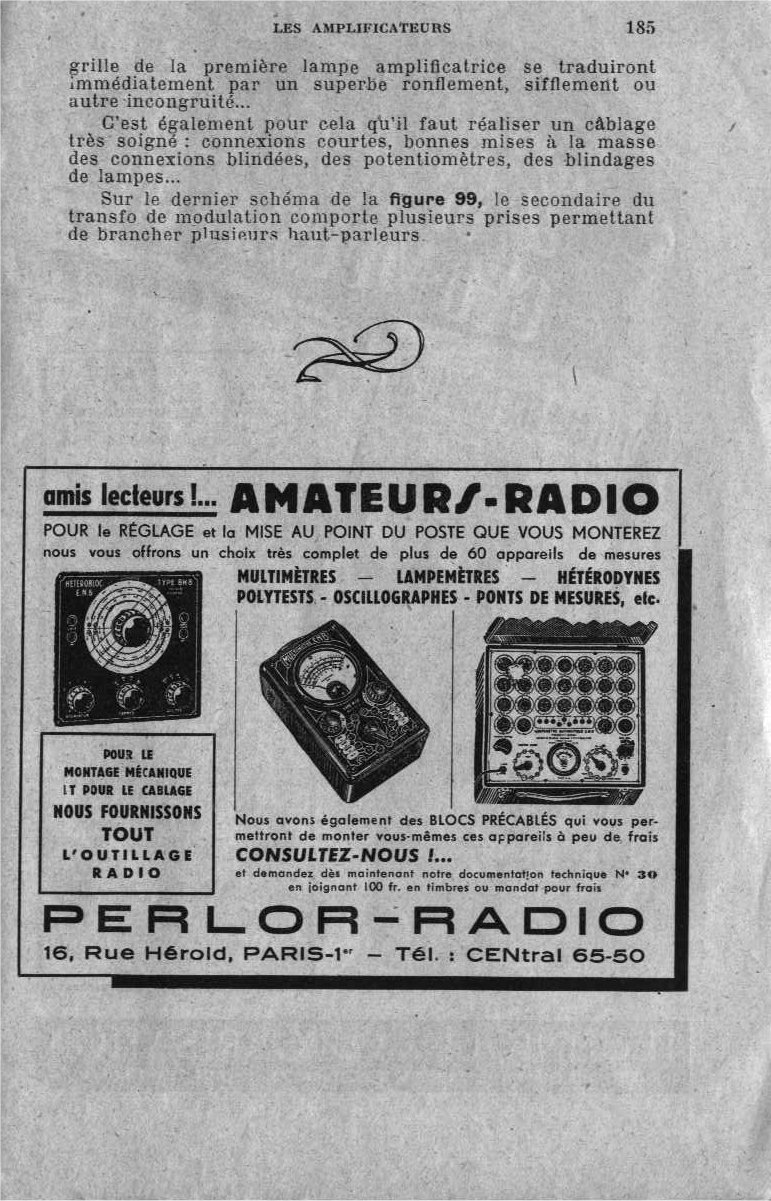 LES AMPLIFICATEURS 185
grille de la première lampe amplificatrice se traduiront
immédiatement par un superbe ronflement, sifflement ou
autre incongruité...
C'est également pour cela qu'il faut réaliser un câblage
très soigné : connexions courtes, bonnes mises à la masse
des connexions blindées, des potentiomètres, des blindages
de lampes...
Sur le dernier schéma de la figure 99, le secondaire du
transfo de modulation comporte plusieurs prises permettant
de brancher plusieurs haut-parleurs.
amis lecteurs !... AMATEURS-RADIO
POUR le RÉGLAGE et la MISE AU POINT DU POSTE QUE VOUS MONTEREZ
nous vous offrons un choix très complet de plus de 60 appareils de mesures
MULTIMÈTRES — LAMPEMÈTRES — HÉTÉRODYNES
POLYTESTS - OSCILLOGRAPHES - PONTS DE MESURES, etc.
HETERODLOC TYPE BH8
E.N.B
POUR LE
MONTAGE MÉCANIQUE
ET POUR LE CABLAGE
NOUS FOURNISSONS
TOUT
L'OUTILLAGE
RADIO
Nous avons également des BLOCS PRÉCABLÉS qui vous per-
mettront de monter vous-mêmes ces appareils à peu de frais
CONSULTEZ-NOUS !...
et demandez dès maintenant notre documentation technique N° 30
en joignant 100 fr. en timbres ou mandat pour frais
PERLOR-RADIO
16, Rue Hérold, PARIS-1er — Tél. : CENtral 65-50